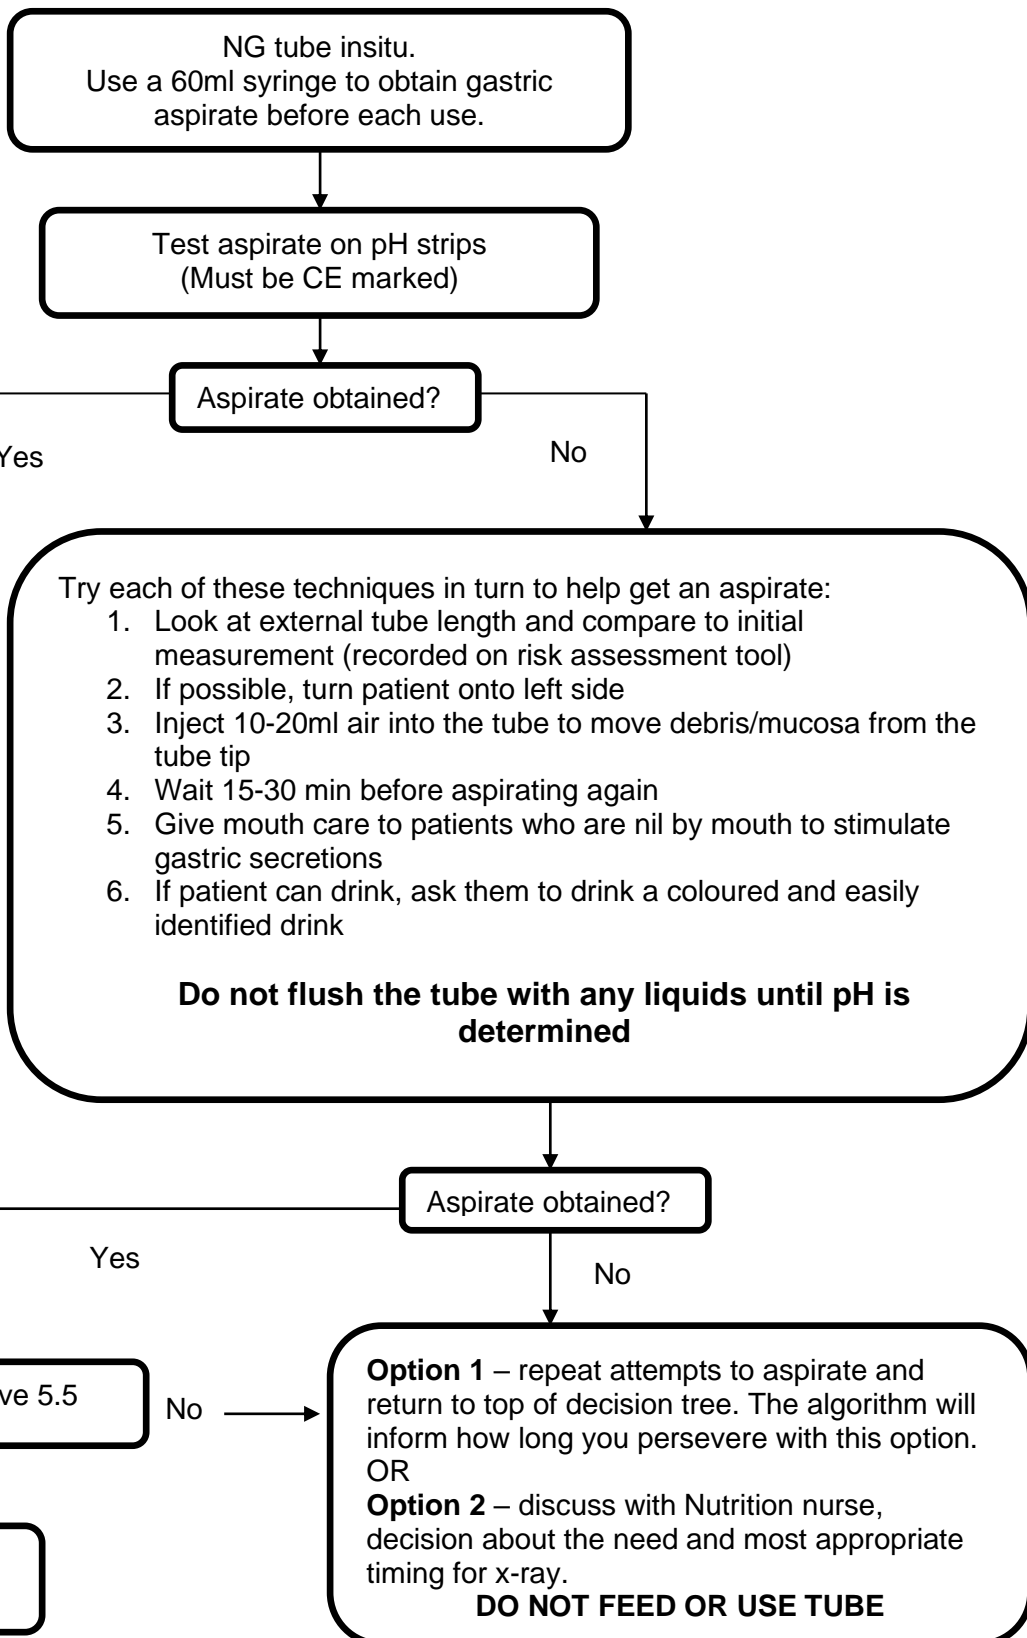 NG tube insitu.
Use a 60ml syringe to obtain gastric
aspirate before each use.
Test aspirate on pH strips
(Must be CE marked)
Aspirate obtained?
Yes
No
Try each of these techniques in turn to help get an aspirate:
1. Look at external tube length and compare to initial
measurement (recorded on risk assessment tool)
2. If possible, turn patient onto left side
3. Inject 10-20ml air into the tube to move debris/mucosa from the
tube tip
4. Wait 15-30 min before aspirating again
5. Give mouth care to patients who are nil by mouth to stimulate
gastric secretions
6. If patient can drink, ask them to drink a coloured and easily
identified drink
Do not flush the tube with any liquids until pH is
determined
Aspirate obtained?
Yes
No
ve 5.5
No
Option 1 – repeat attempts to aspirate and
return to top of decision tree. The algorithm will
inform how long you persevere with this option.
OR
Option 2 – discuss with Nutrition nurse,
decision about the need and most appropriate
timing for x-ray.
DO NOT FEED OR USE TUBE